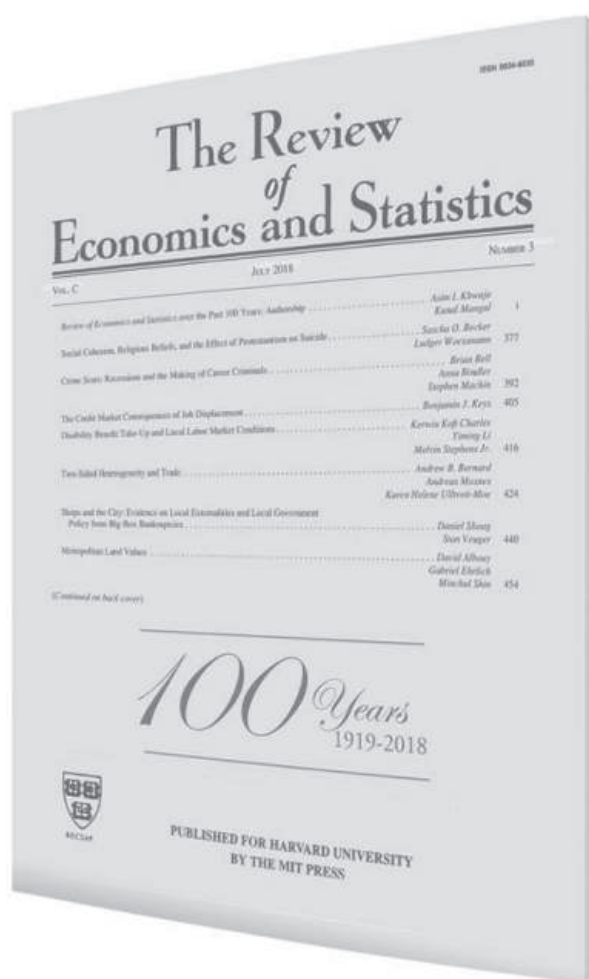 ISSN 0034-6535
The Review
of
Economics and Statistics
VOL. C JULY 2018 NUMBER 3
Review of Economics and Statistics over the Past 100 Years: Authorship .......... Asim I. Khwaja
Kunal Mangal 1
Social Cohesion, Religious Beliefs, and the Effect of Protestantism on Suicide .......... Sascha O. Becker
Ludger Woessmann 377
Crime Scars: Recessions and the Making of Career Criminals .......... Brian Bell
Anna Bindler
Stephen Machin 392
The Credit Market Consequences of Job Displacement .......... Benjamin J. Keys 405
Disability Benefit Take-Up and Local Labor Market Conditions .......... Kerwin Kofi Charles
Yiming Li
Melvin Stephens Jr. 416
Two-Sided Heterogeneity and Trade .......... Andrew B. Bernard
Andreas Moxnes
Karen Helene Ulltveit-Moe 424
Shops and the City: Evidence on Local Externalities and Local Government
Policy from Big-Box Bankruptcies .......... Daniel Shoag
Stan Veuger 440
Metropolitan Land Values .......... David Albouy
Gabriel Ehrlich
Minchul Shin 454
(Continued on back cover)
100 Years
1919-2018
PUBLISHED FOR HARVARD UNIVERSITY
BY THE MIT PRESS